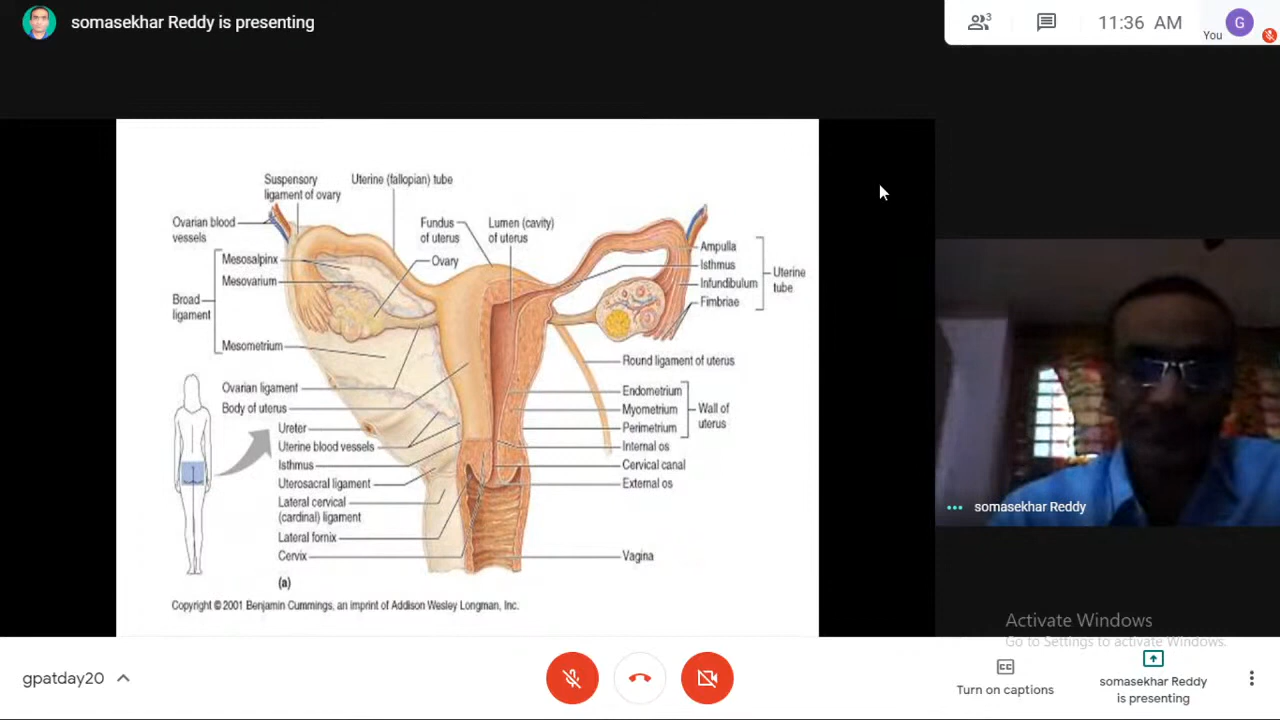 somasekhar Reddy is presenting
3
11:36 AM
G
You
Suspensory
ligament of ovary
Uterine (fallopian) tube
Ovarian blood
vessels
Fundus
of uterus
Lumen (cavity)
of uterus
Mesosalpinx
Ovary
Mesovarium
Broad
ligament
Mesometrium
Ampulla
Isthmus
Infundibulum
Fimbriae
Uterine
tube
Round ligament of uterus
Ovarian ligament
Body of uterus
Ureter
Uterine blood vessels
Isthmus
Uterosacral ligament
Lateral cervical
(cardinal) ligament
Lateral fornix
Cervix
Endometrium
Myometrium
Perimetrium
Wall of
uterus
Internal os
Cervical canal
External os
Vagina
(a)
Copyright © 2001 Benjamin Cummings, an imprint of Addison Wesley Longman, Inc.
somasekhar Reddy
Activate Windows
Go to Settings to activate Windows.
gpatday20
CC
Turn on captions
somasekhar Reddy
is presenting